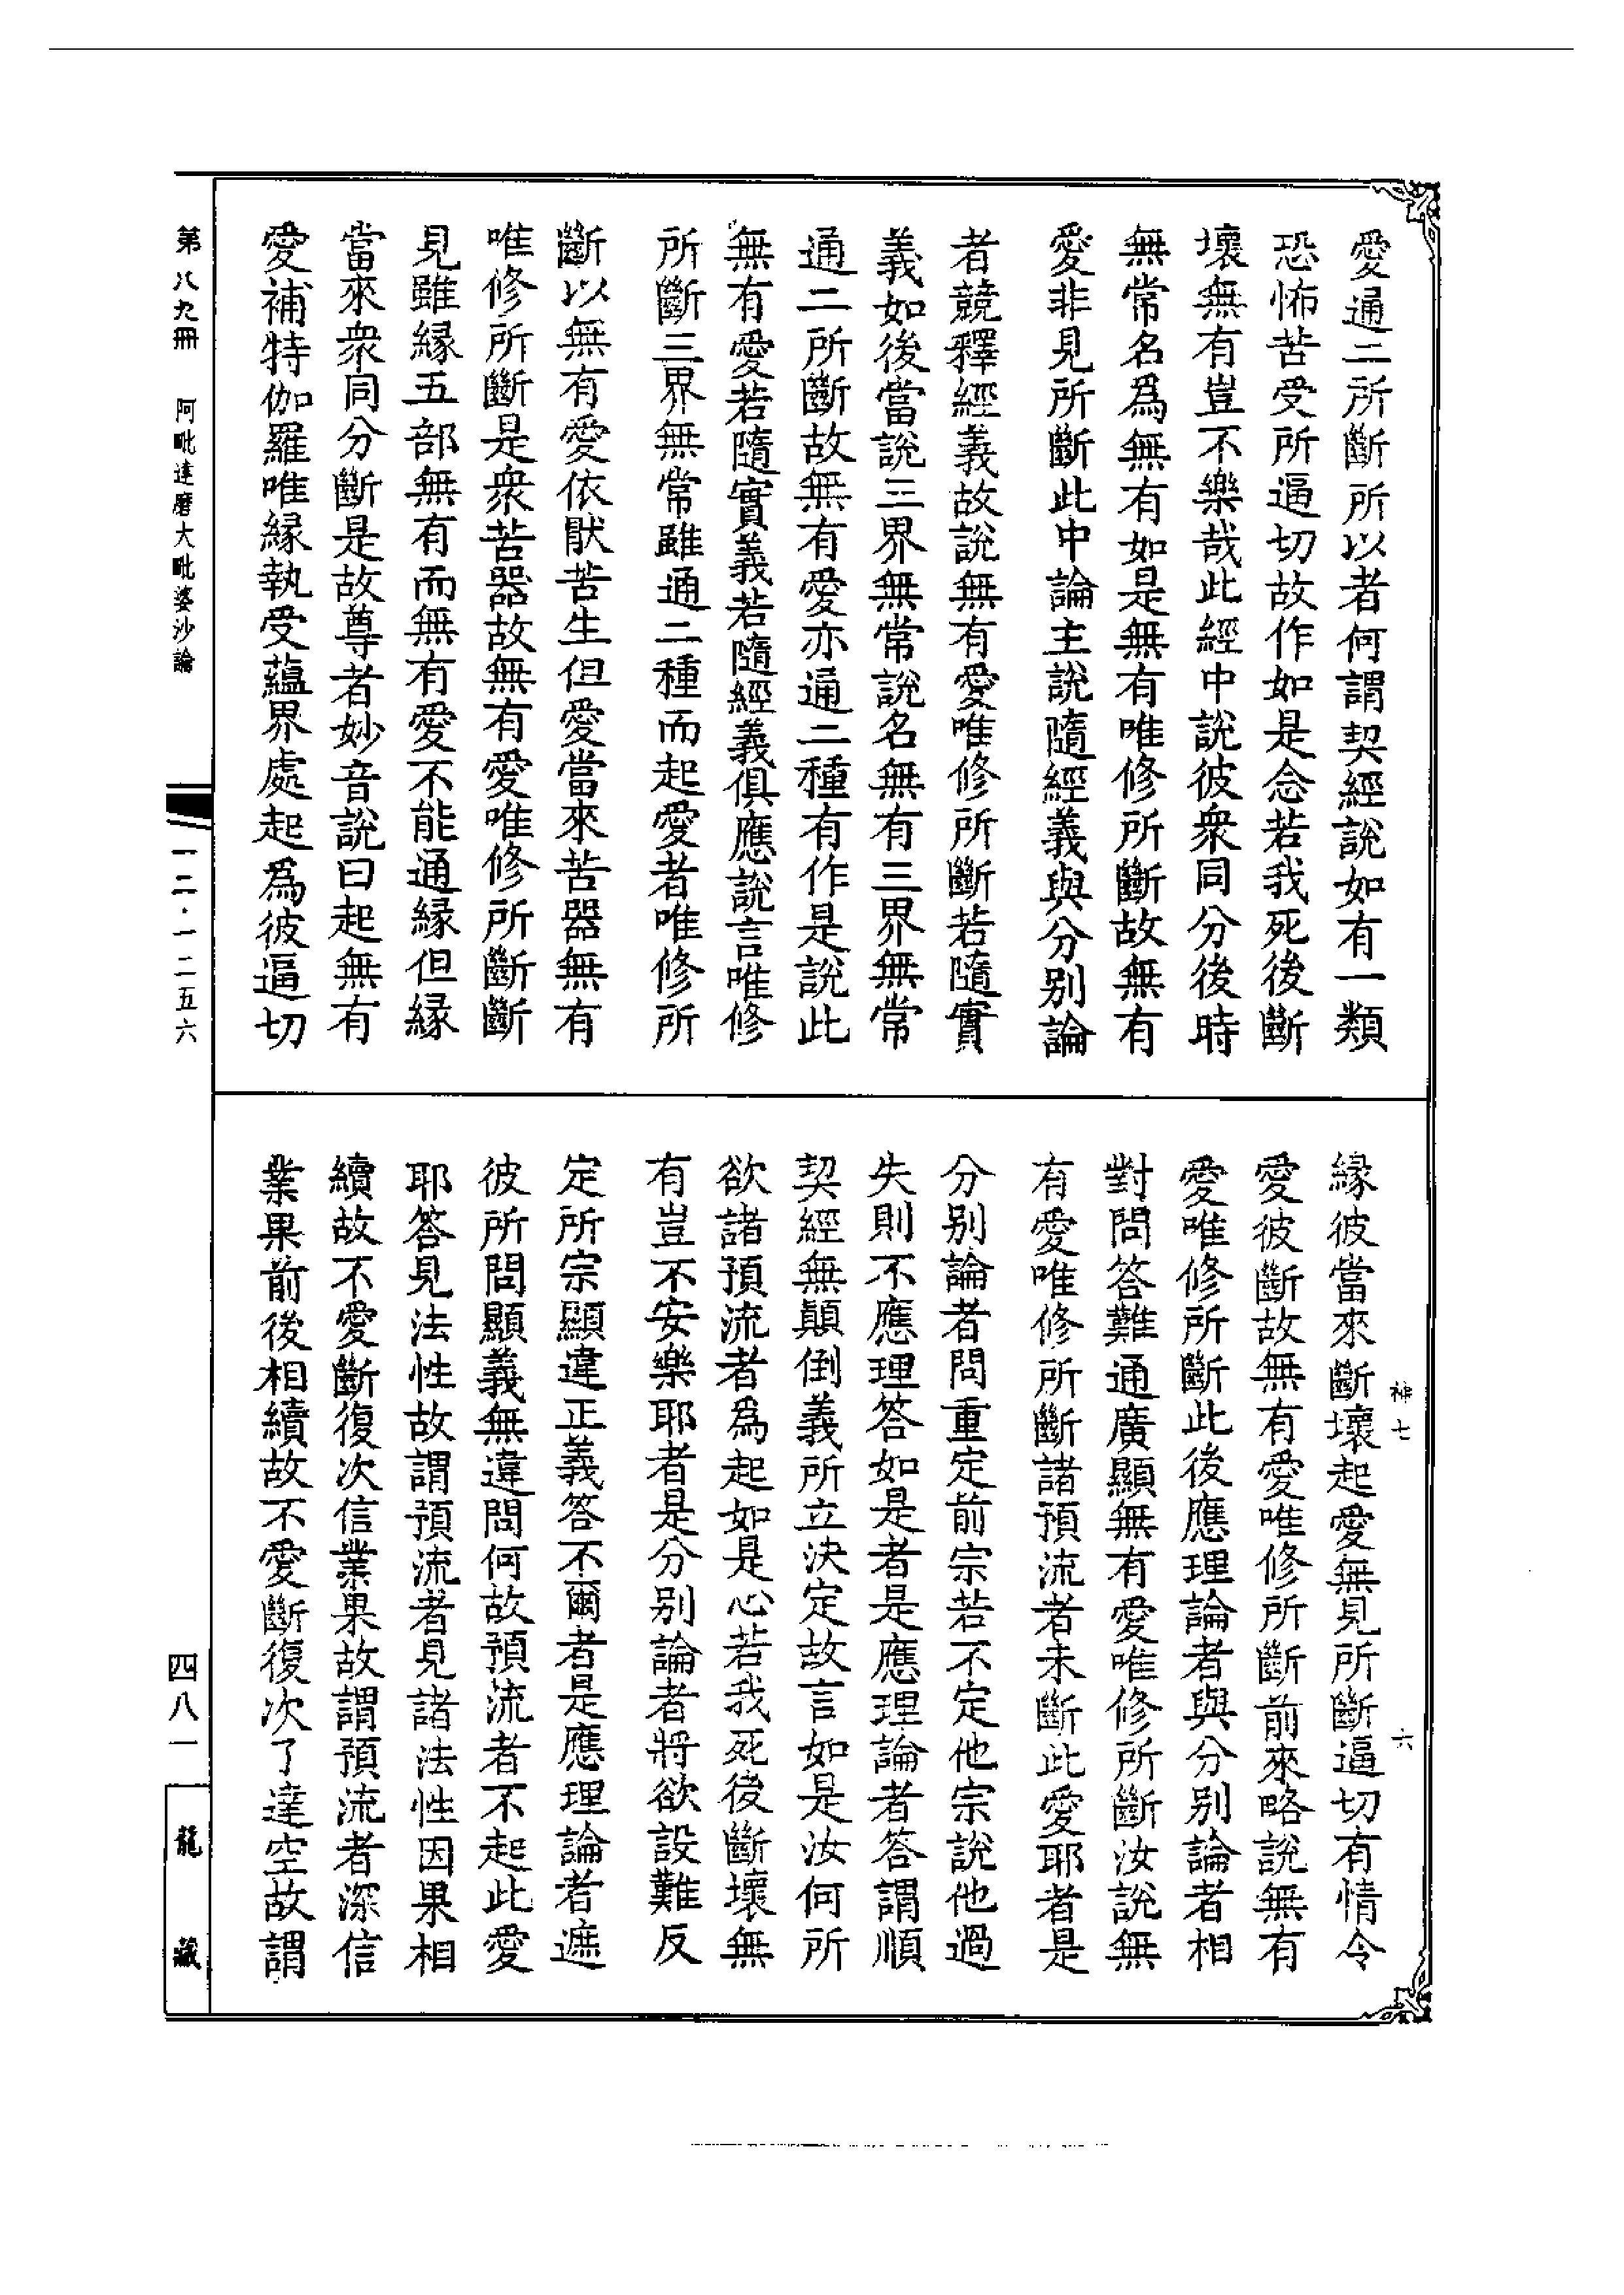 愛通二所斷所以者何謂契經說如有一類
恐怖苦受所逼切故作如是念若我死後斷
壞無有豈不樂哉此經中說彼衆同分後時
無常名爲無有如是無有唯修所斷故無有
愛非見所斷此中論主說隨經義與分別論
者競釋經義故說無有愛唯修所斷若隨實
義如後當說三界無常說名無有三界無常
通二所斷故無有愛亦通二種有作是說此
無有愛若隨實義若隨經義俱應說言唯修
所斷三界無常雖通二種而起愛者唯修所
斷以無有愛依猒苦生但愛當來苦器無有
唯修所斷是衆苦器故無有愛唯修所斷斷
見雖緣五部無有而無有愛不能通緣但緣
當來衆同分斷是故尊者妙音說曰起無有
愛補特伽羅唯緣執受蘊界處起爲彼逼切
緣彼當來斷壞起愛無見所斷逼切有情令
愛彼斷故無有愛唯修所斷前來略說無有
愛唯修所斷此後應理論者與分別論者相
對問答難通廣顯無有愛唯修所斷汝說無
有愛唯修所斷諸預流者未斷此愛耶者是
分別論者問重定前宗若不定他宗說他過
失則不應理答如是者是應理論者答謂順
契經無顛倒義所立決定故言如是汝何所
欲諸預流者爲起如是心若我死後斷壞無
有豈不安樂耶者是分別論者將欲設難反
定所宗顯違正義答不爾者是應理論者遮
彼所問顯義無違問何故預流者不起此愛
耶答見法性故謂預流者見諸法性因果相
續故不愛斷復次信業果故謂預流者深信
業果前後相續故不愛斷復次了達空故謂
神七
六
第八九冊
阿毗達磨大毗婆沙論
一二·一二五六
四八一
龍藏